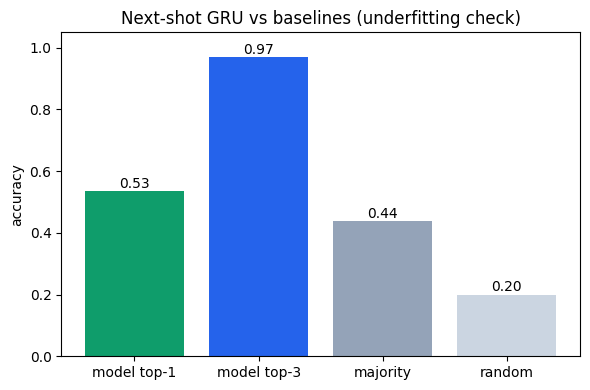 Next-shot GRU vs baselines (underfitting check)
accuracy
1.0
0.8
0.6
0.4
0.2
0.0
0.53
0.97
0.44
0.20
model top-1
model top-3
majority
random